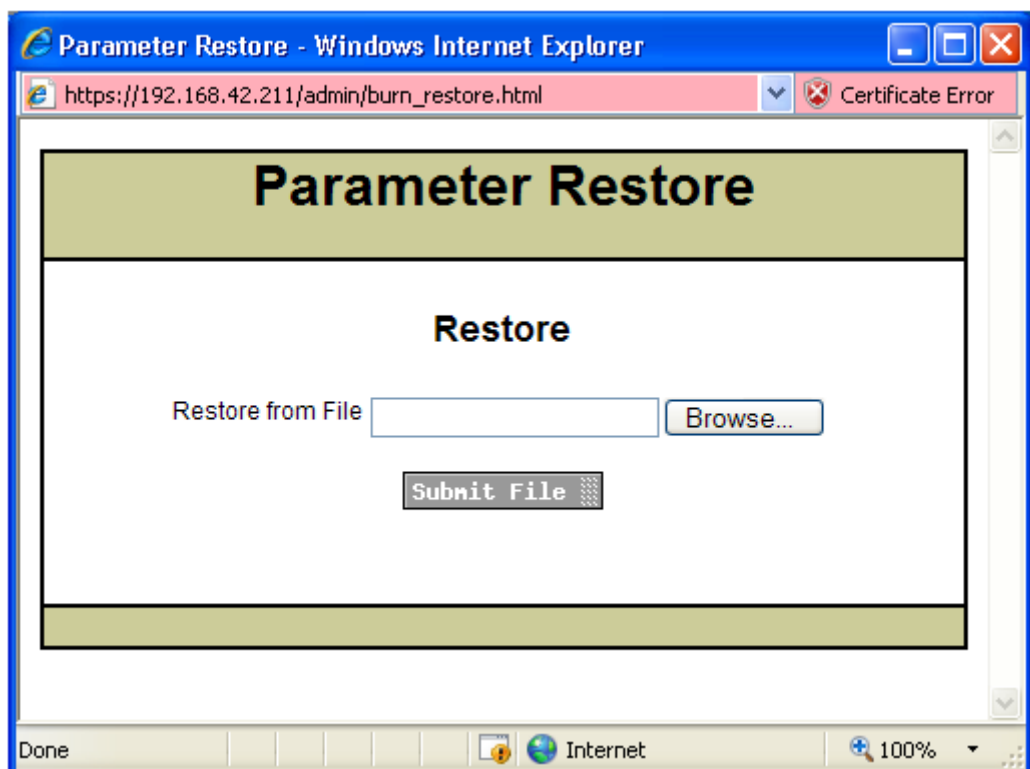 Parameter Restore - Windows Internet Explorer
https://192.168.42.211/admin/burn_restore.html Certificate Error
Parameter Restore
Restore
Restore from File Browse...
Submit File
Done Internet 100%